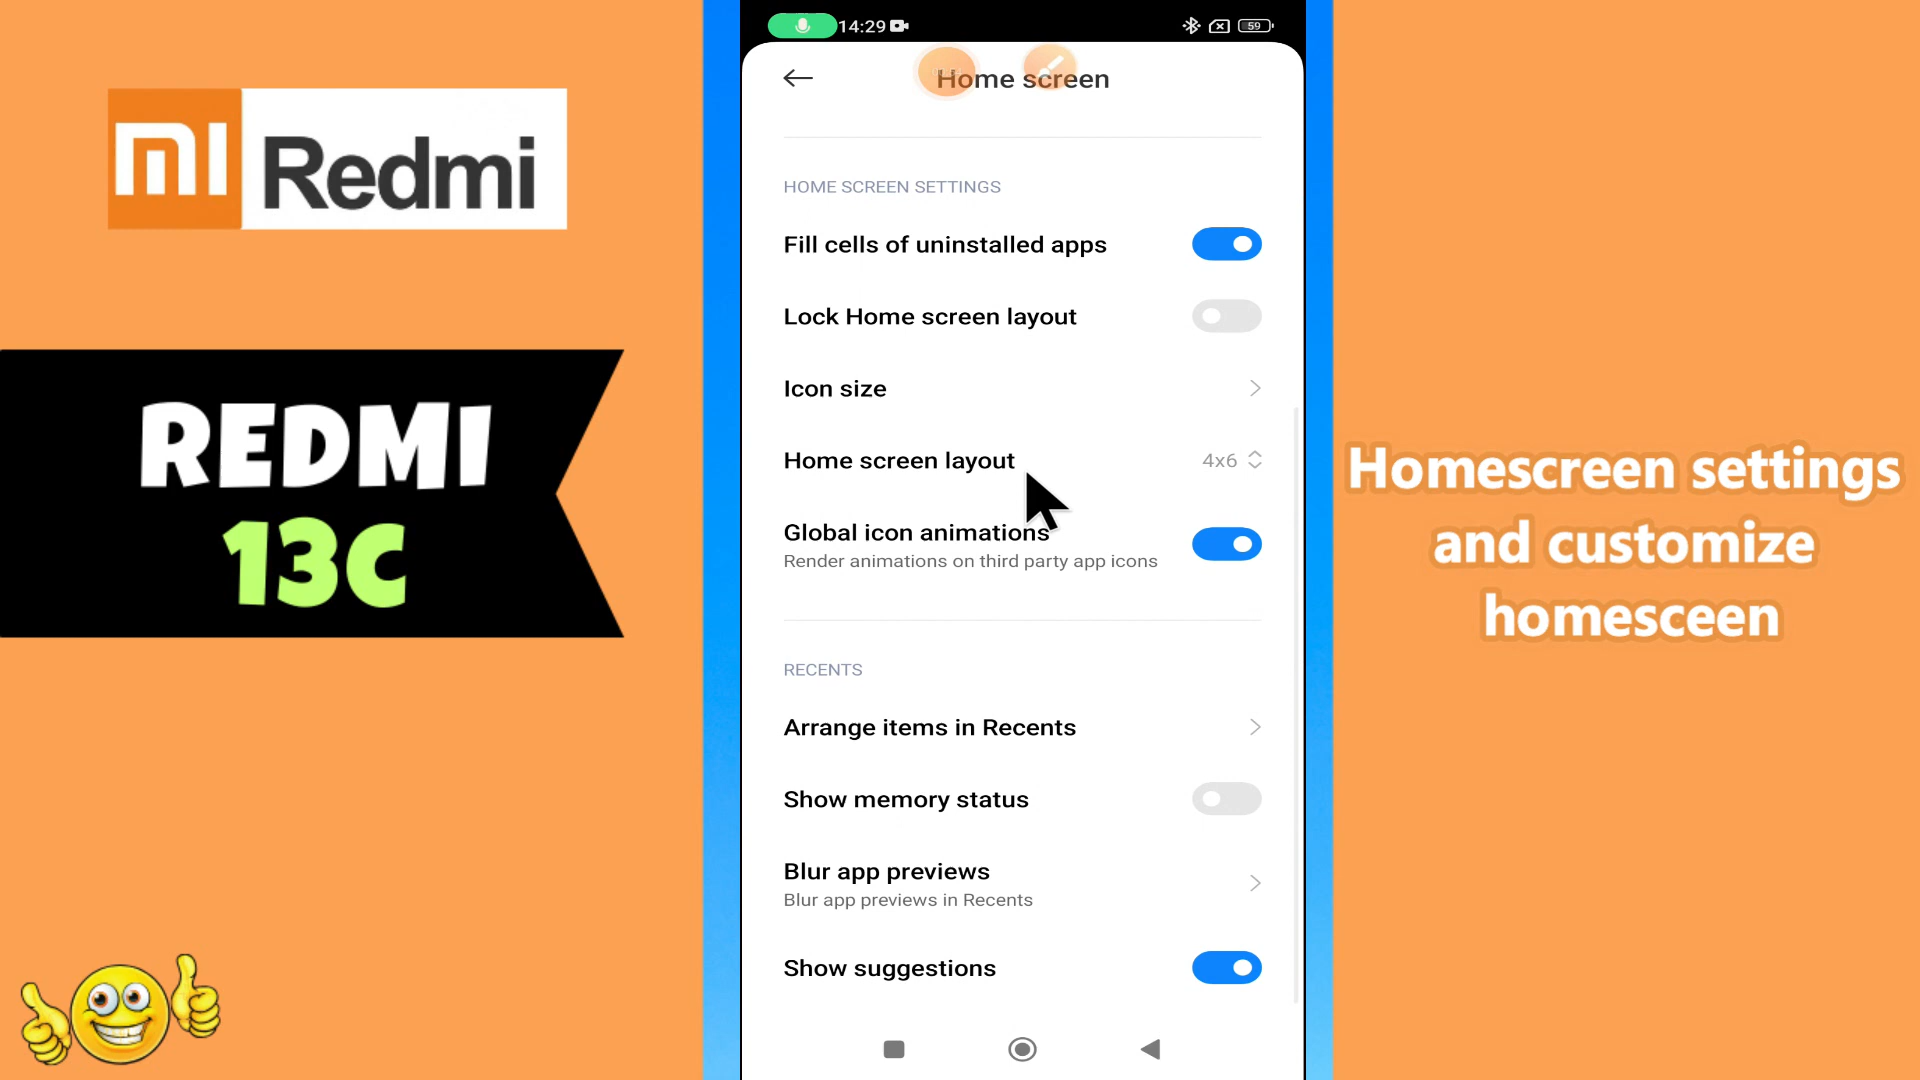 mi Redmi
REDMI
13C
14:29
59
Home screen
HOME SCREEN SETTINGS
Fill cells of uninstalled apps
Lock Home screen layout
Icon size
Home screen layout 4x6
Global icon animations
Render animations on third party app icons
RECENTS
Arrange items in Recents
Show memory status
Blur app previews
Blur app previews in Recents
Show suggestions
Homescreen settings
and customize
homesceen